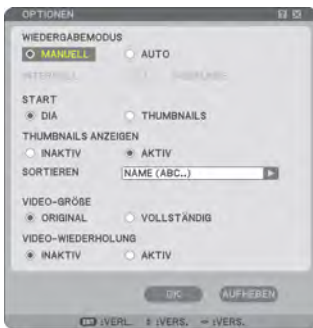 OPTIONEN
WIEDERGABEMODUS
MANUELL AUTO
START
DIA THUMBNAILS
THUMBNAILS ANZEIGEN
INAKTIV AKTIV
SORTIEREN NAME (ABC..)
VIDEO-GRÖßE
ORIGINAL VOLLSTÄNDIG
VIDEO-WIEDERHOLUNG
INAKTIV AKTIV
OK AUFHEBEN
:VERL. :VERS. :VERS.